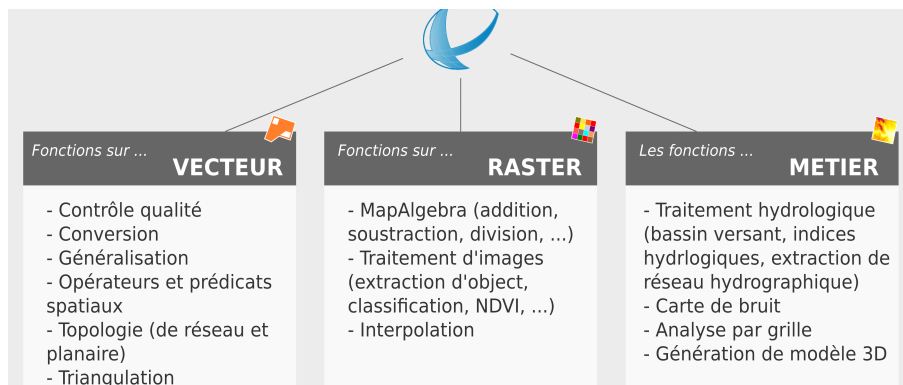 Fonctions sur ...
VECTEUR
- Contrôle qualité
- Conversion
- Généralisation
- Opérateurs et prédicats
spatiaux
- Topologie (de réseau et
planaire)
- Triangulation
Fonctions sur ...
RASTER
- MapAlgebra (addition,
soustraction, division, ...)
- Traitement d'images
(extraction d'object,
classification, NDVI, ...)
- Interpolation
Les fonctions ...
METIER
- Traitement hydrologique
(bassin versant, indices
hydrlogiques, extraction de
réseau hydrographique)
- Carte de bruit
- Analyse par grille
- Génération de modèle 3D